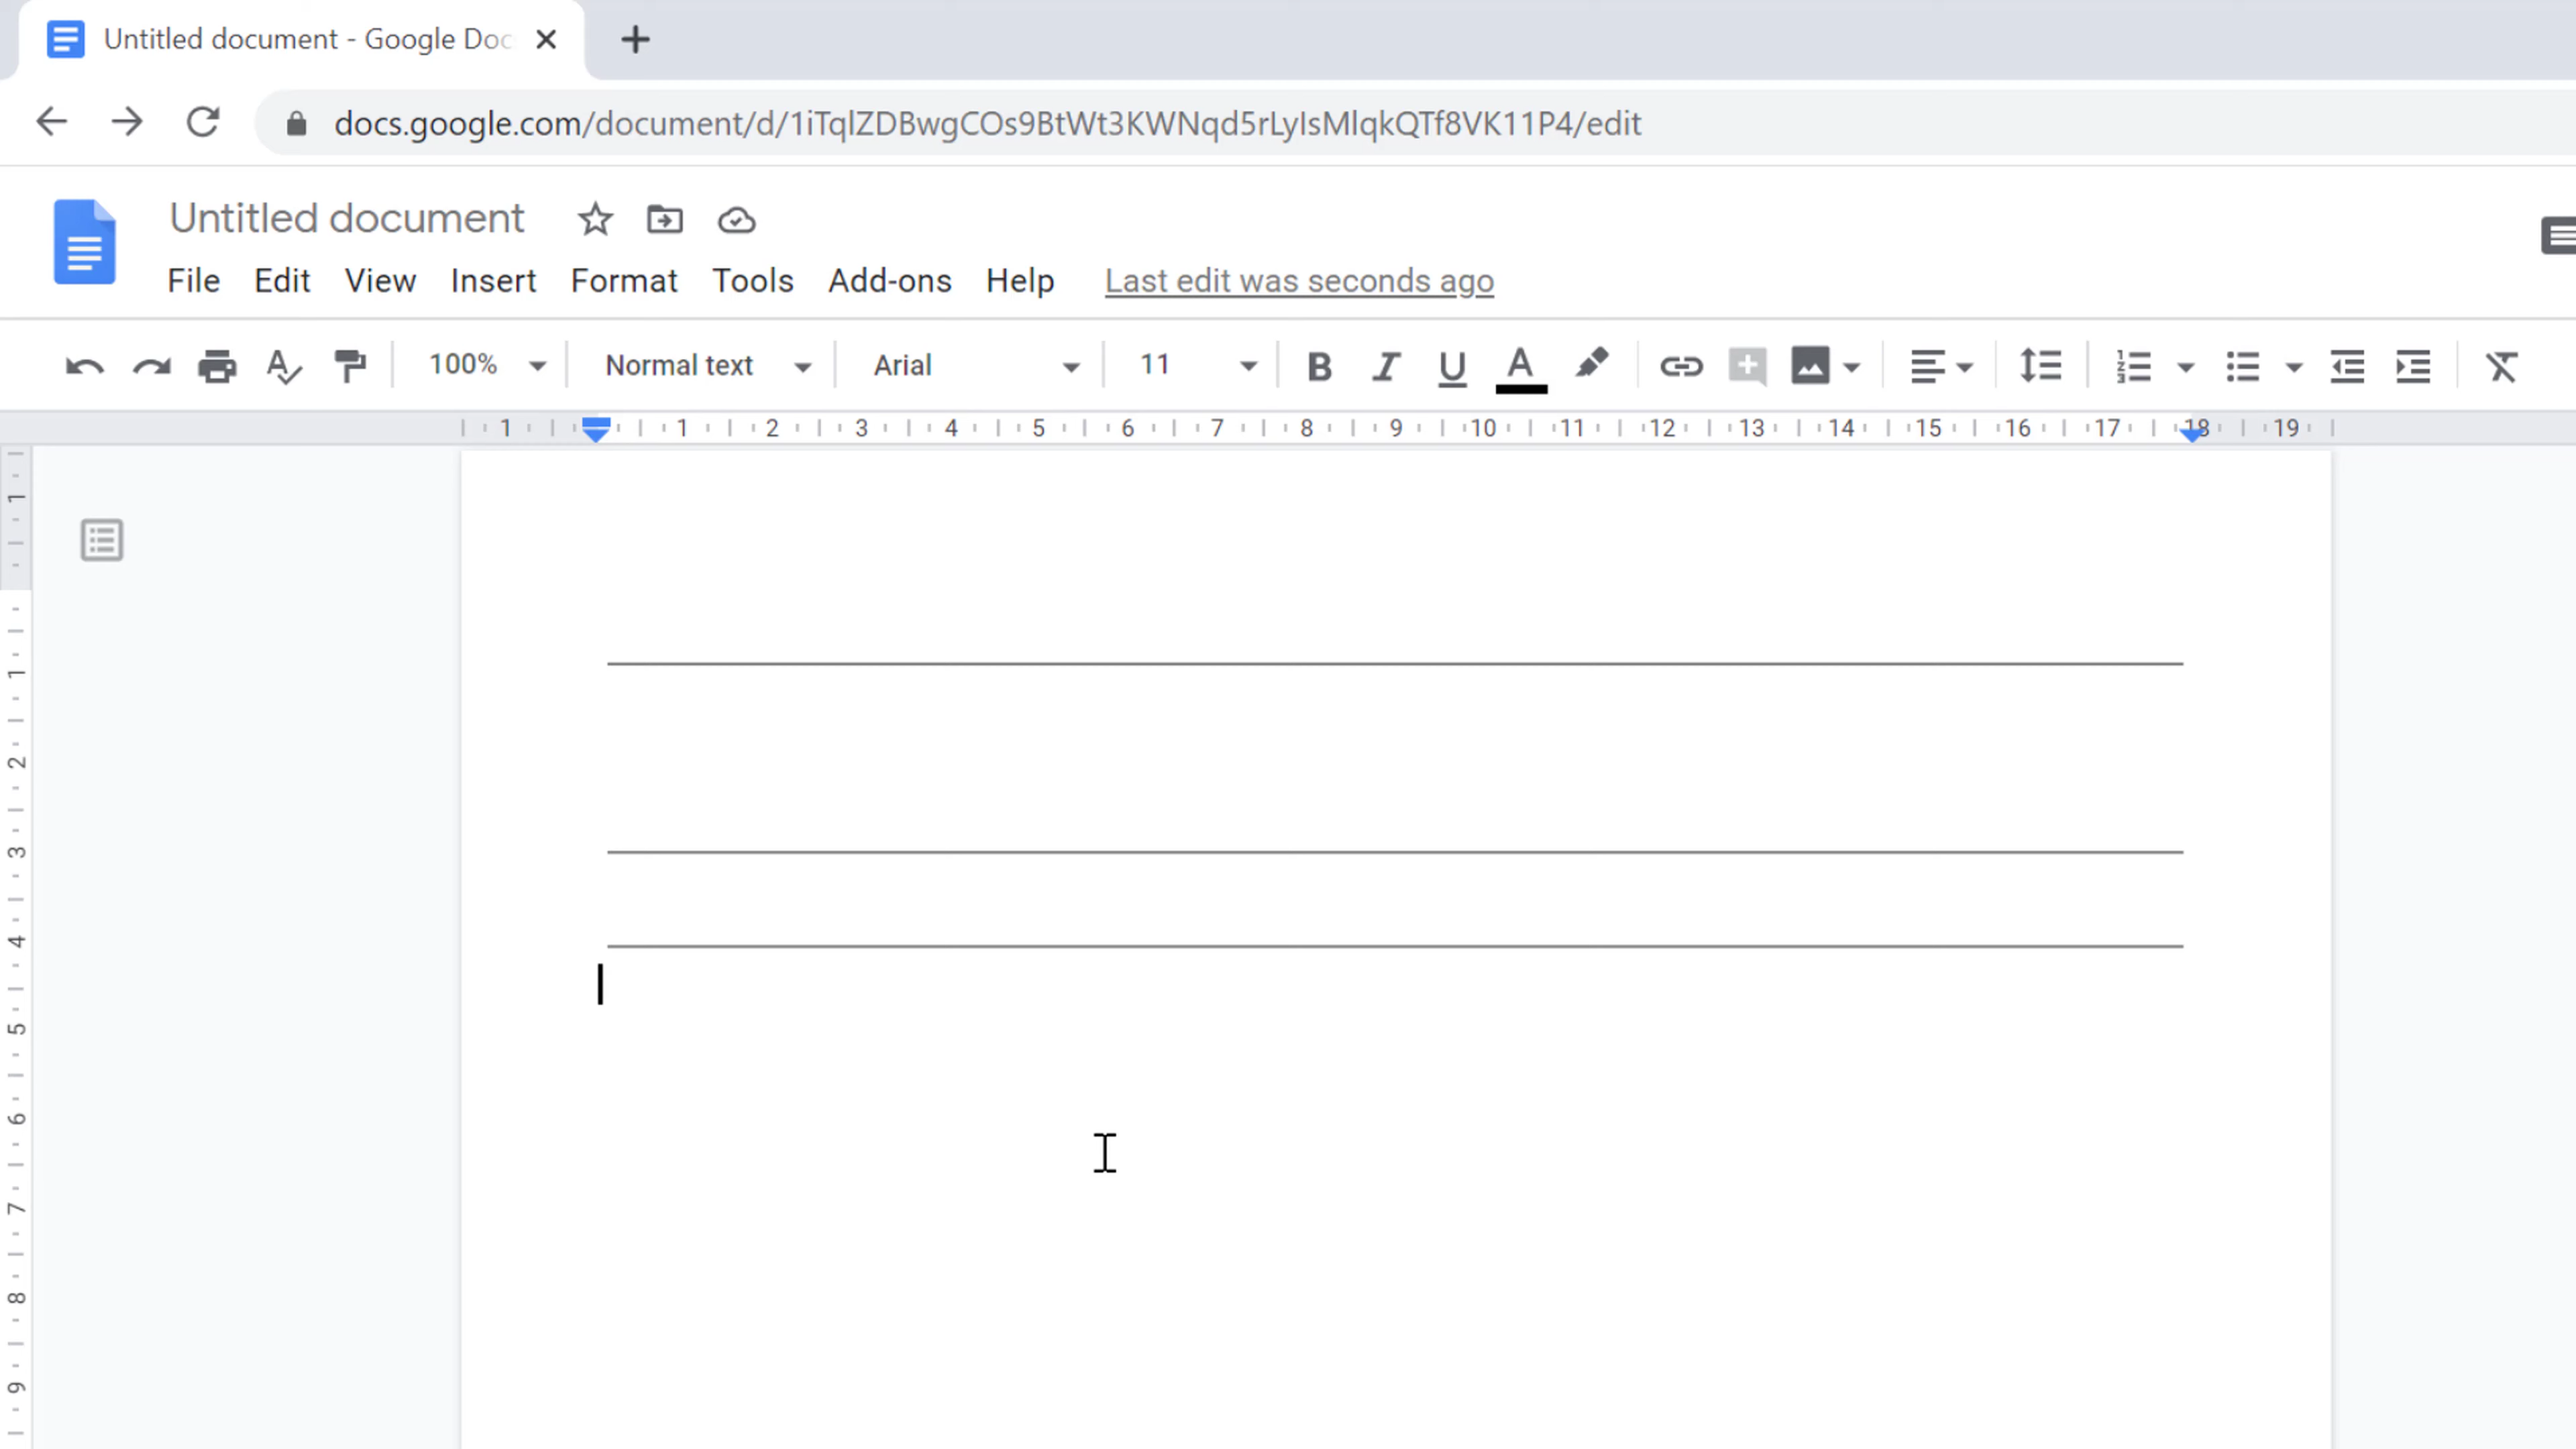 Untitled document - Google Doc
docs.google.com/document/d/1iTqlZDBwgCOs9BtWt3KWNqd5rLyIsMlqkQTf8VK11P4/edit
Untitled document
File Edit View Insert Format Tools Add-ons Help Last edit was seconds ago
100% Normal text Arial 11 B I U A
1 1 2 3 4 5 6 7 8 9 10 11 12 13 14 15 16 17 18 19
1
1
2
3
4
5
6
7
8
9